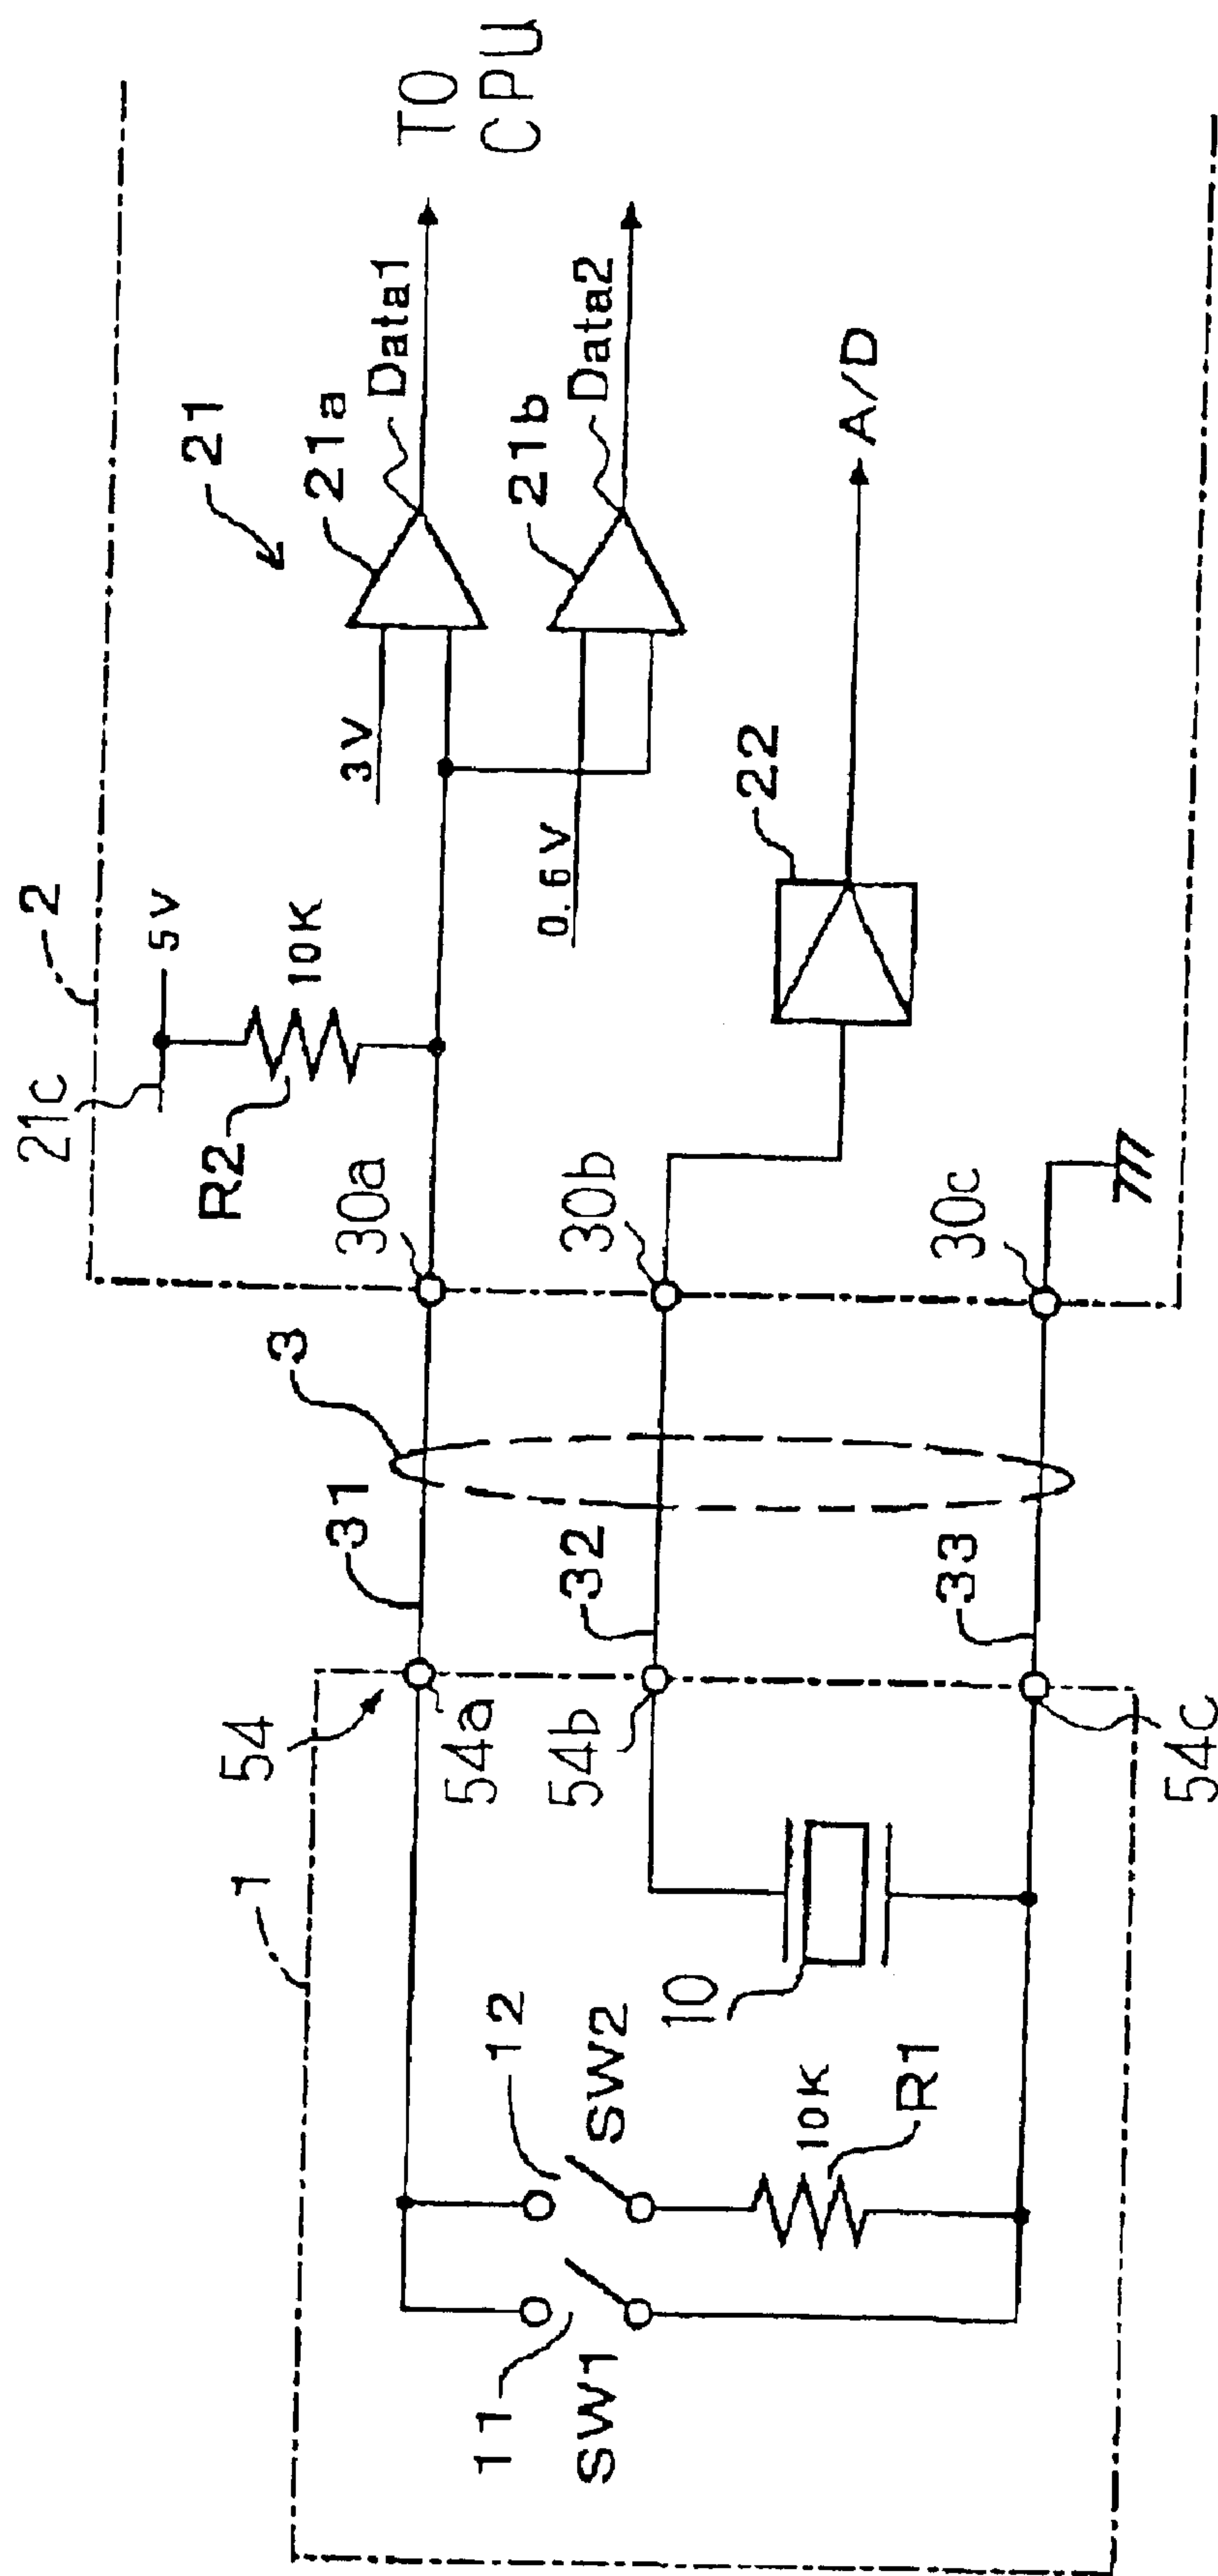 TO
CPU
21
21a
Data1
21b
Data2
3V
0.6V
2
5V
21c
10K
R2
22
A/D
30a
30b
30c
3
31
32
33
54
54a
54b
54c
1
12
SW2
11
SW1
10
10K
R1